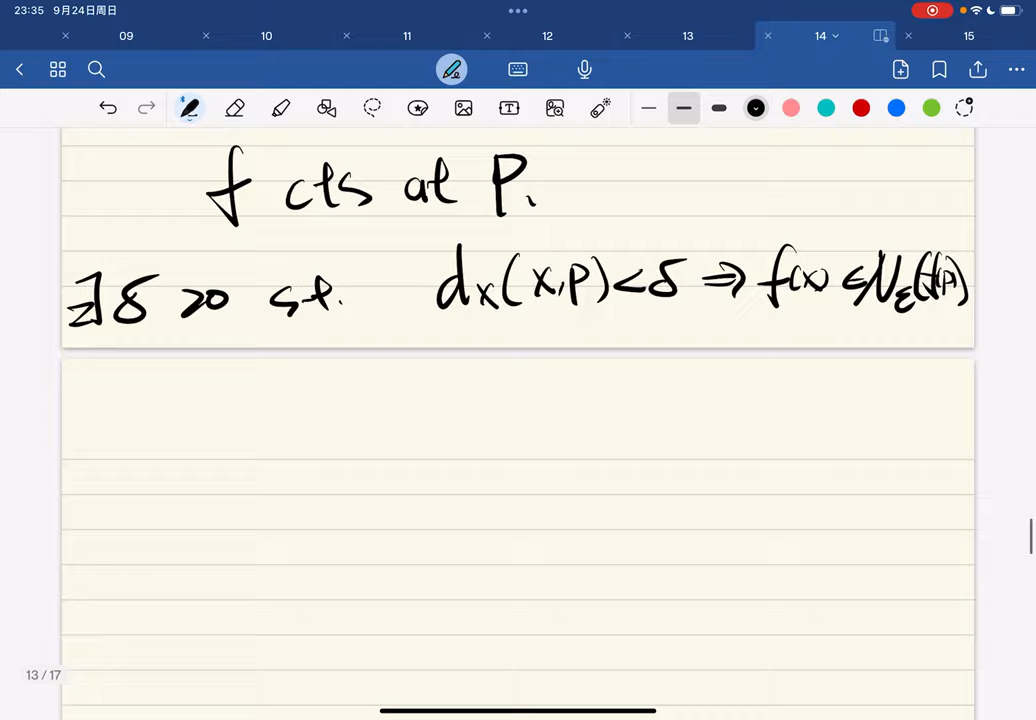 23:35 9月24日周日
09 10 11 12 13 14 15
f cts at p.
∃δ>0 s.t. dₓ(x,p)<δ ⇒ f(x)∈N_ε(f(p))
13/17